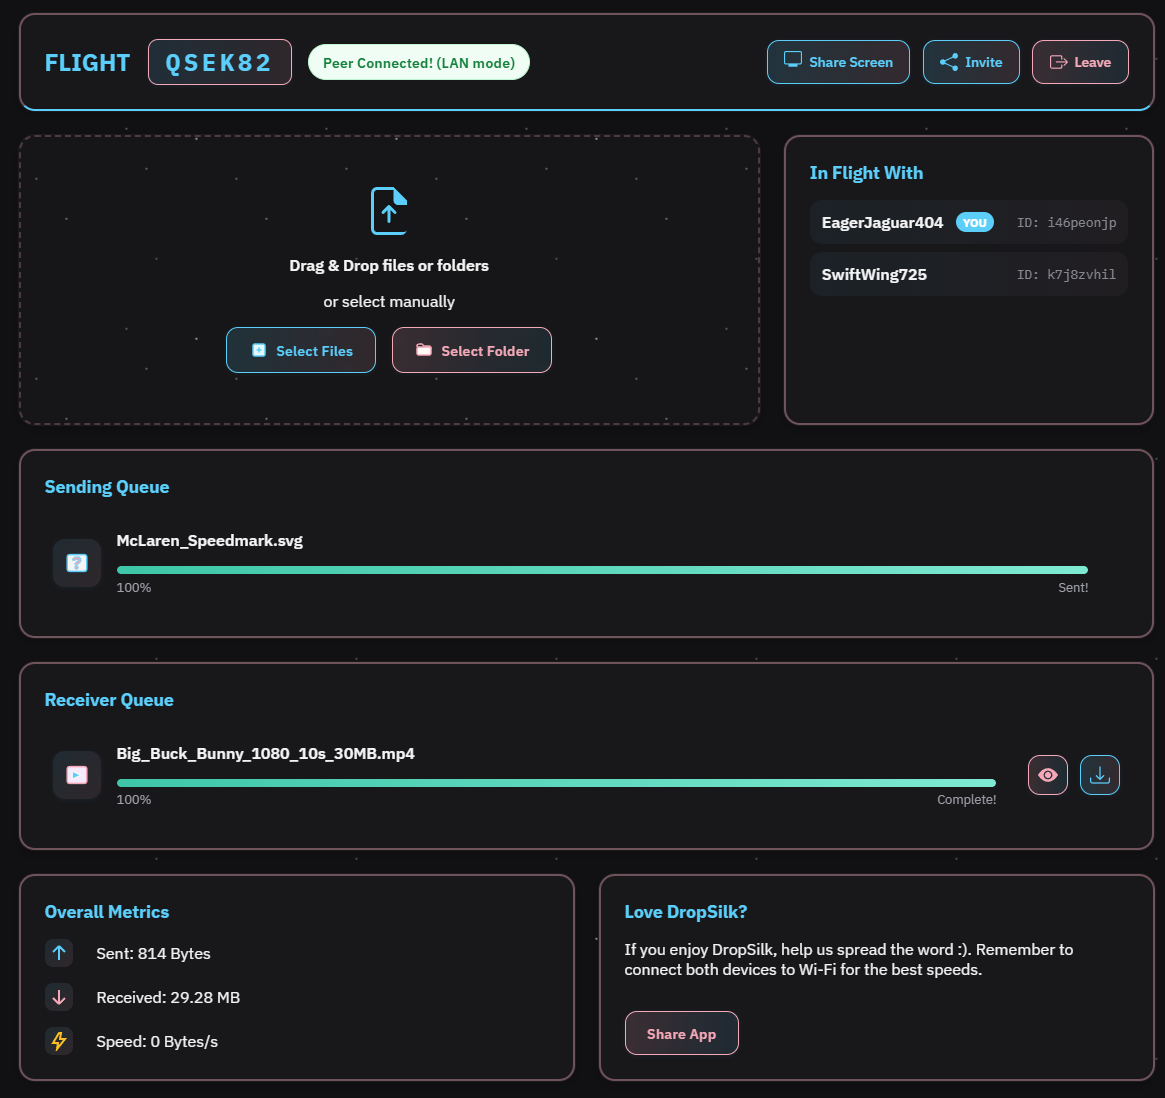 FLIGHT QSEK82 Peer Connected! (LAN mode) Share Screen Invite Leave
Drag & Drop files or folders
or select manually
Select Files Select Folder
In Flight With
EagerJaguar404 YOU ID: i46peonjp
SwiftWing725 ID: k7j8zvhil
Sending Queue
McLaren_Speedmark.svg
100% Sent!
Receiver Queue
Big_Buck_Bunny_1080_10s_30MB.mp4
100% Complete!
Overall Metrics
Sent: 814 Bytes
Received: 29.28 MB
Speed: 0 Bytes/s
Love DropSilk?
If you enjoy DropSilk, help us spread the word :). Remember to
connect both devices to Wi-Fi for the best speeds.
Share App